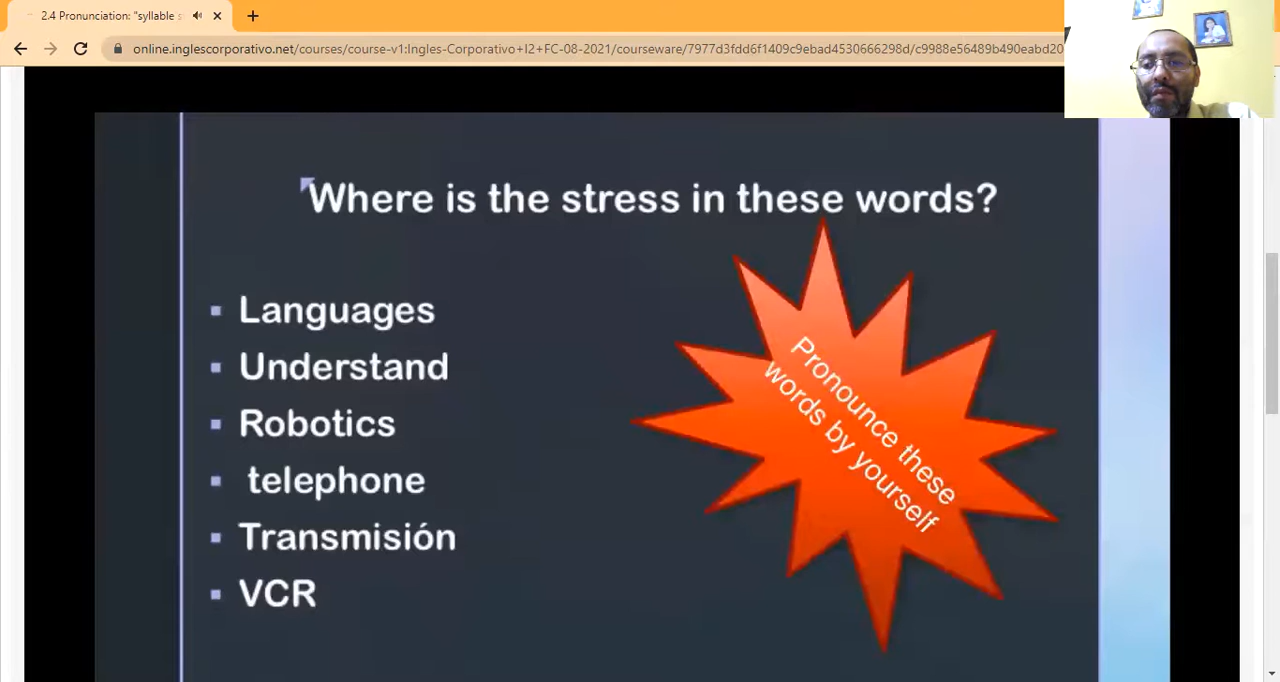 2.4 Pronunciation: "syllable s
online.inglescorporativo.net/courses/course-v1:Ingles-Corporativo+I2+FC-08-2021/courseware/7977d3fdd6f1409c9ebad4530666298d/c9988e56489b490eabd20
Where is the stress in these words?
Languages
Understand
Robotics
telephone
Transmisión
VCR
Pronounce these
words by yourself